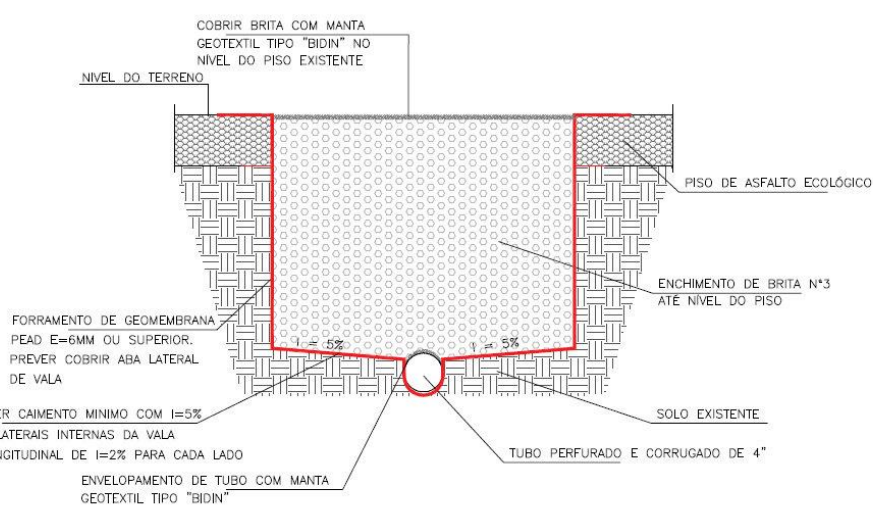 COBRIR BRITA COM MANTA
GEOTEXTIL TIPO "BIDIN" NO
NÍVEL DO PISO EXISTENTE
NIVEL DO TERRENO
PISO DE ASFALTO ECOLÓGICO
ENCHIMENTO DE BRITA N°3
ATÉ NÍVEL DO PISO
FORRAMENTO DE GEOMEMBRANA
PEAD E=6MM OU SUPERIOR.
PREVER COBRIR ABA LATERAL
DE VALA
I = 5%
I = 5%
CAIMENTO MINIMO COM I=5%
LATERAIS INTERNAS DA VALA
DE I=2% PARA CADA LADO
SOLO EXISTENTE
TUBO PERFURADO E CORRUGADO DE 4"
ENVELOPAMENTO DE TUBO COM MANTA
GEOTEXTIL TIPO "BIDIN"